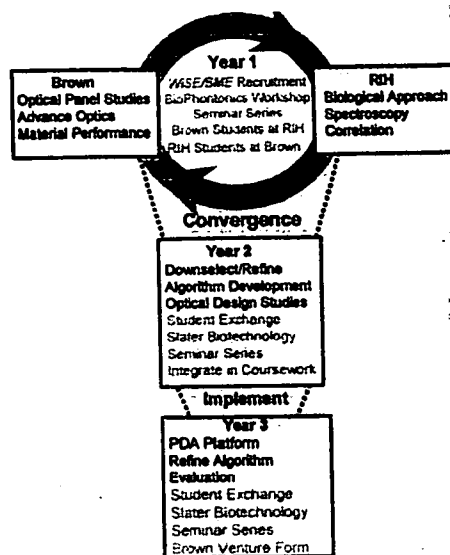 Year 1
WiSE/SME Recruitment
BioPhontonics Workshop
Seminar Series
Brown Students at RIH
RIH Students at Brown
Brown
Optical Panel Studies
Advance Optics
Material Performance
RIH
Biological Approach
Spectroscopy
Correlation
Convergence
Year 2
Downselect/Refine
Algorithm Development
Optical Design Studies
Student Exchange
Slater Biotechnology
Seminar Series
Integrate in Coursework
Implement
Year 3
PDA Platform
Refine Algorithm
Evaluation
Student Exchange
Slater Biotechnology
Seminar Series
Brown Venture Form